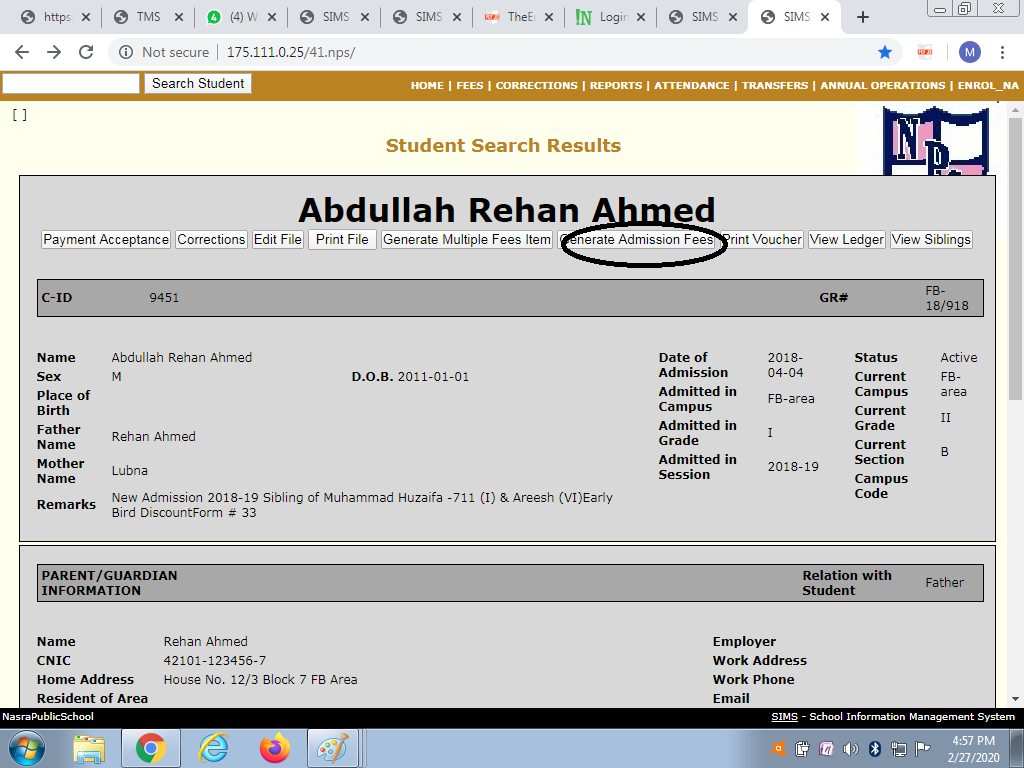 https: TMS (4) W SIMS SIMS TheE Login SIMS SIMS
Not secure 175.111.0.25/41.nps/
M
Search Student HOME | FEES | CORRECTIONS | REPORTS | ATTENDANCE | TRANSFERS | ANNUAL OPERATIONS | ENROL_NA
[ ]
Student Search Results
Abdullah Rehan Ahmed
Payment Acceptance Corrections Edit File Print File Generate Multiple Fees Item Generate Admission Fees Print Voucher View Ledger View Siblings
C-ID 9451 GR# FB-
18/918
Name Abdullah Rehan Ahmed
Sex M D.O.B. 2011-01-01
Place of
Birth
Father
Name Rehan Ahmed
Mother
Name Lubna
Remarks New Admission 2018-19 Sibling of Muhammad Huzaifa -711 (I) & Areesh (VI)Early
Bird DiscountForm # 33
Date of 2018-
Admission 04-04
Admitted in
Campus FB-area
Admitted in
Grade I
Admitted in
Session 2018-19
Status Active
Current FB-
Campus area
Current
Grade II
Current
Section B
Campus
Code
PARENT/GUARDIAN
INFORMATION
Relation with
Student Father
Name Rehan Ahmed
CNIC 42101-123456-7
Home Address House No. 12/3 Block 7 FB Area
Resident of Area
Employer
Work Address
Work Phone
Email
NasraPublicSchool SIMS - School Information Management System
4:57 PM
2/27/2020